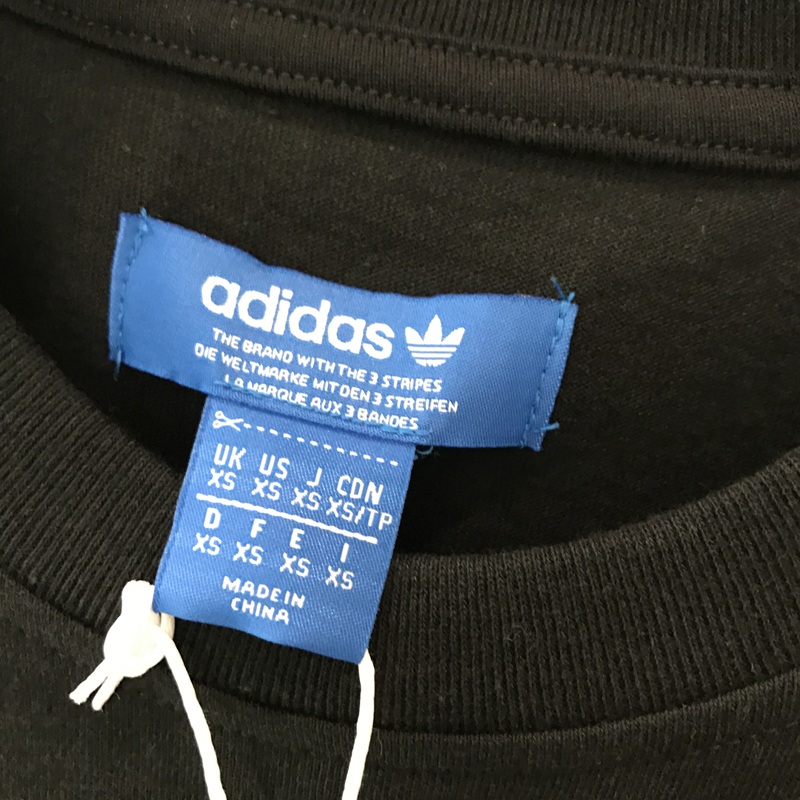 adidas
THE BRAND WITH THE 3 STRIPES
DIE WELTMARKE MIT DEN 3 STREIFEN
LA MARQUE AUX 3 BANDES
UK US J CDN
XS XS XS XS/TP
D F E I
XS XS XS XS
MADE IN
CHINA